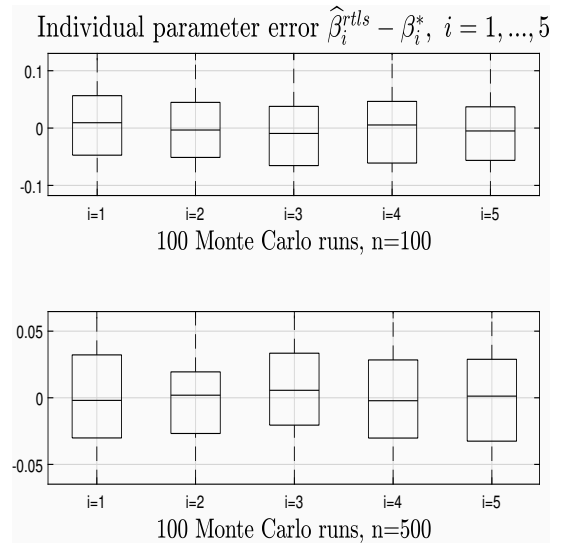 Individual parameter error $\widehat{\beta}_i^{rtls} - \beta_i^*,\ i = 1, ..., 5$
0.1
0
-0.1
i=1 i=2 i=3 i=4 i=5
100 Monte Carlo runs, n=100
0.05
0
-0.05
i=1 i=2 i=3 i=4 i=5
100 Monte Carlo runs, n=500